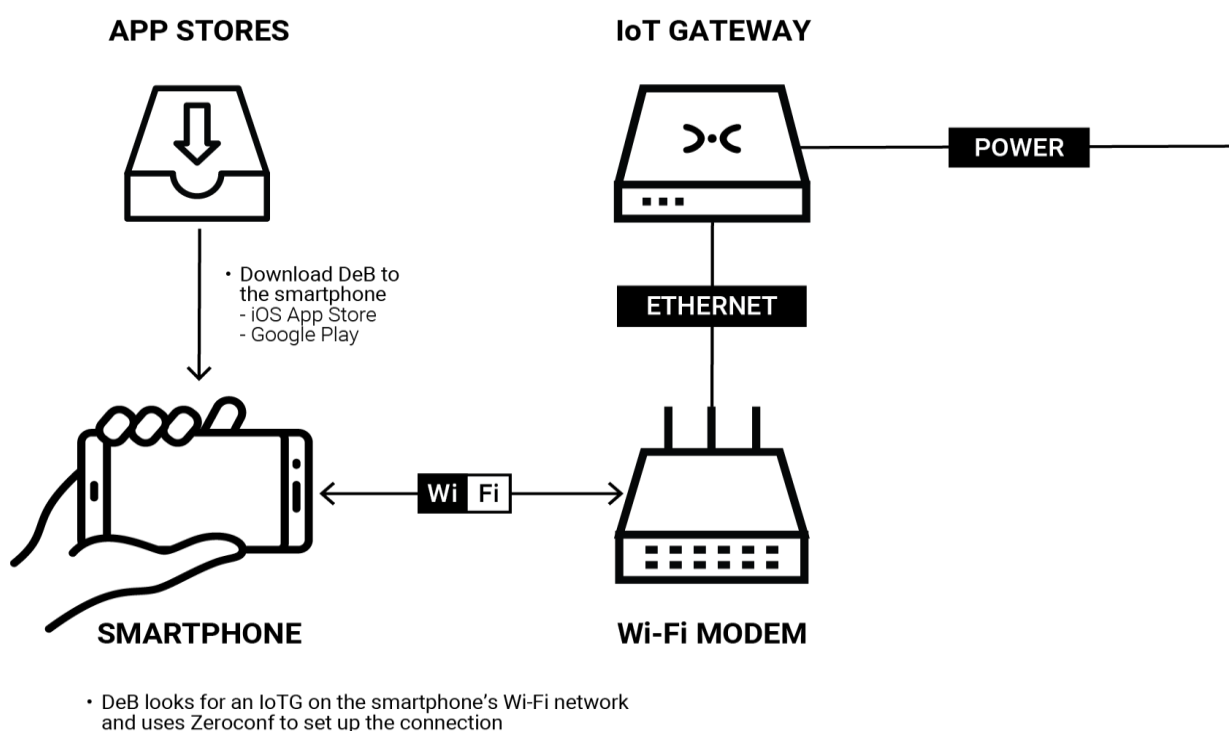 APP STORES
IoT GATEWAY
POWER
• Download DeB to
the smartphone
- iOS App Store
- Google Play
ETHERNET
Wi Fi
SMARTPHONE
Wi-Fi MODEM
• DeB looks for an IoTG on the smartphone’s Wi-Fi network
and uses Zeroconf to set up the connection